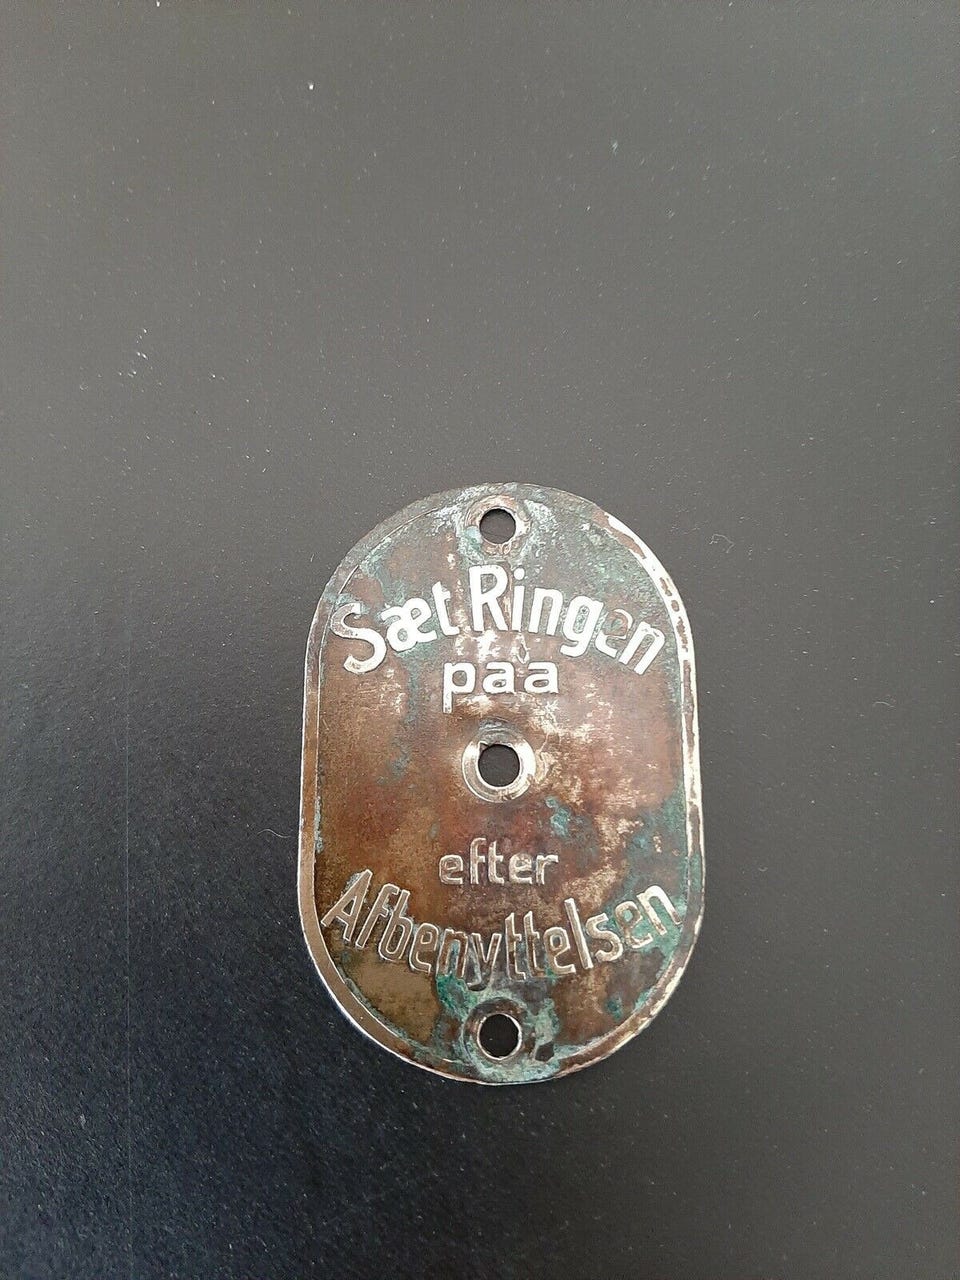 Sæt Ringen
paa
efter
Afbenyttelsen